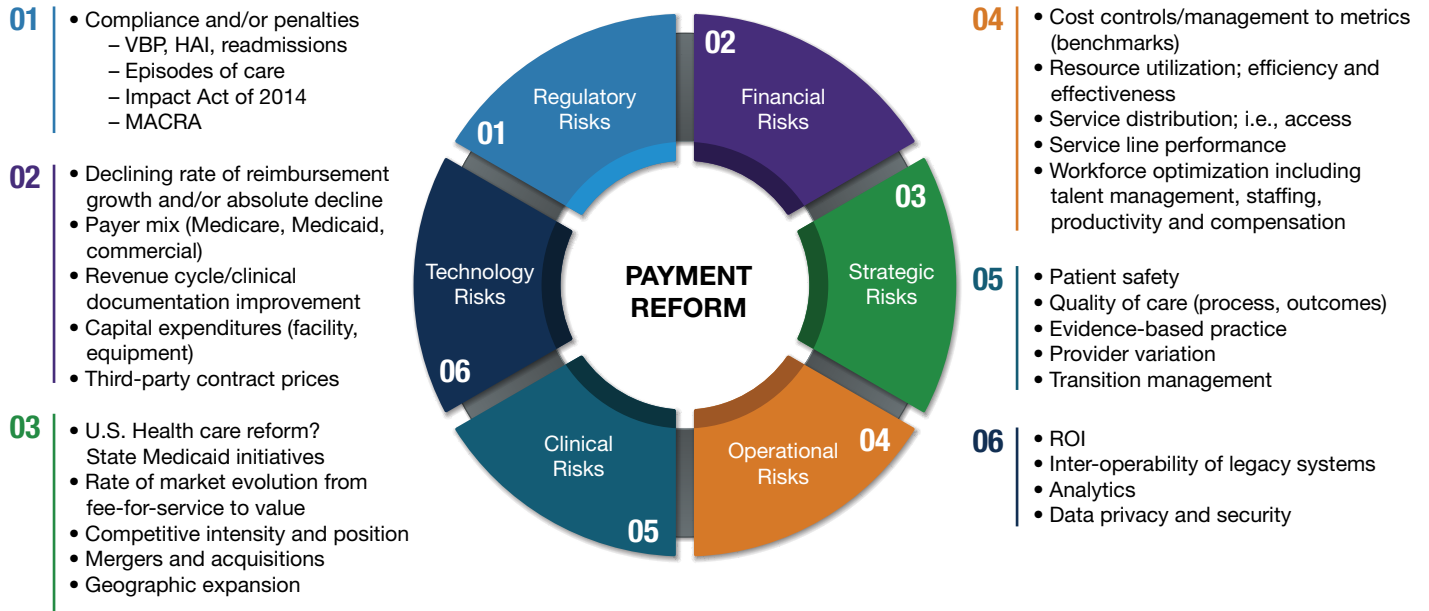 01
• Compliance and/or penalties
– VBP, HAI, readmissions
– Episodes of care
– Impact Act of 2014
– MACRA
02
• Declining rate of reimbursement
growth and/or absolute decline
• Payer mix (Medicare, Medicaid,
commercial)
• Revenue cycle/clinical
documentation improvement
• Capital expenditures (facility,
equipment)
• Third-party contract prices
03
• U.S. Health care reform?
State Medicaid initiatives
• Rate of market evolution from
fee-for-service to value
• Competitive intensity and position
• Mergers and acquisitions
• Geographic expansion
Regulatory
Risks
01
02
Financial
Risks
03
Strategic
Risks
Operational
Risks
04
Clinical
Risks
05
Technology
Risks
06
PAYMENT
REFORM
04
• Cost controls/management to metrics
(benchmarks)
• Resource utilization; efficiency and
effectiveness
• Service distribution; i.e., access
• Service line performance
• Workforce optimization including
talent management, staffing,
productivity and compensation
05
• Patient safety
• Quality of care (process, outcomes)
• Evidence-based practice
• Provider variation
• Transition management
06
• ROI
• Inter-operability of legacy systems
• Analytics
• Data privacy and security